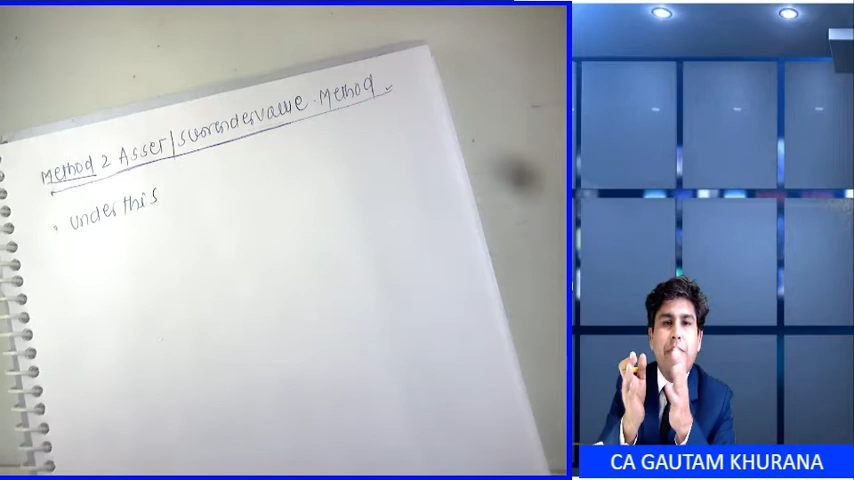 Method 2 Asset/surrender value Method
• Under this
CA GAUTAM KHURANA